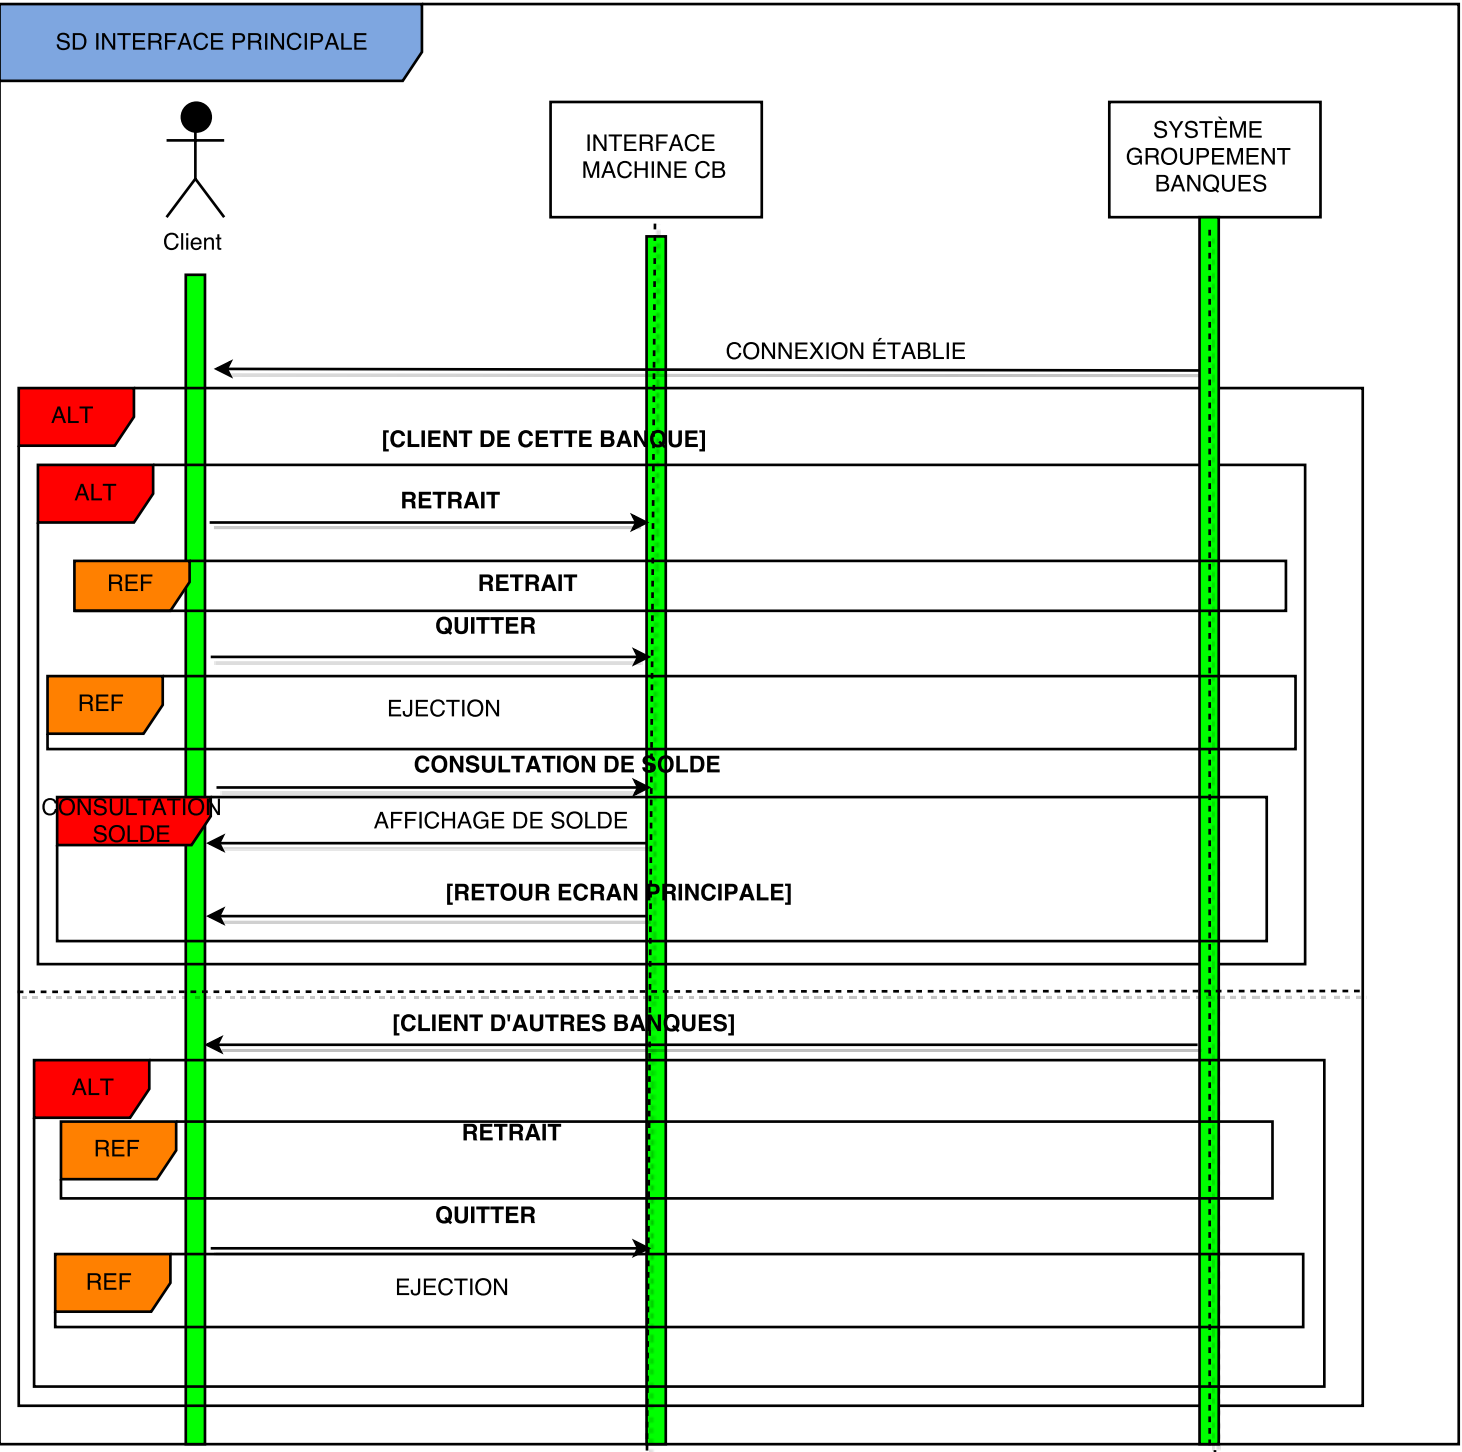 SD INTERFACE PRINCIPALE
Client
INTERFACE
MACHINE CB
SYSTÈME
GROUPEMENT
BANQUES
CONNEXION ÉTABLIE
ALT
[CLIENT DE CETTE BANQUE]
ALT
RETRAIT
REF
RETRAIT
QUITTER
REF
EJECTION
CONSULTATION DE SOLDE
CONSULTATION
SOLDE
AFFICHAGE DE SOLDE
[RETOUR ECRAN PRINCIPALE]
[CLIENT D'AUTRES BANQUES]
ALT
REF
RETRAIT
QUITTER
REF
EJECTION